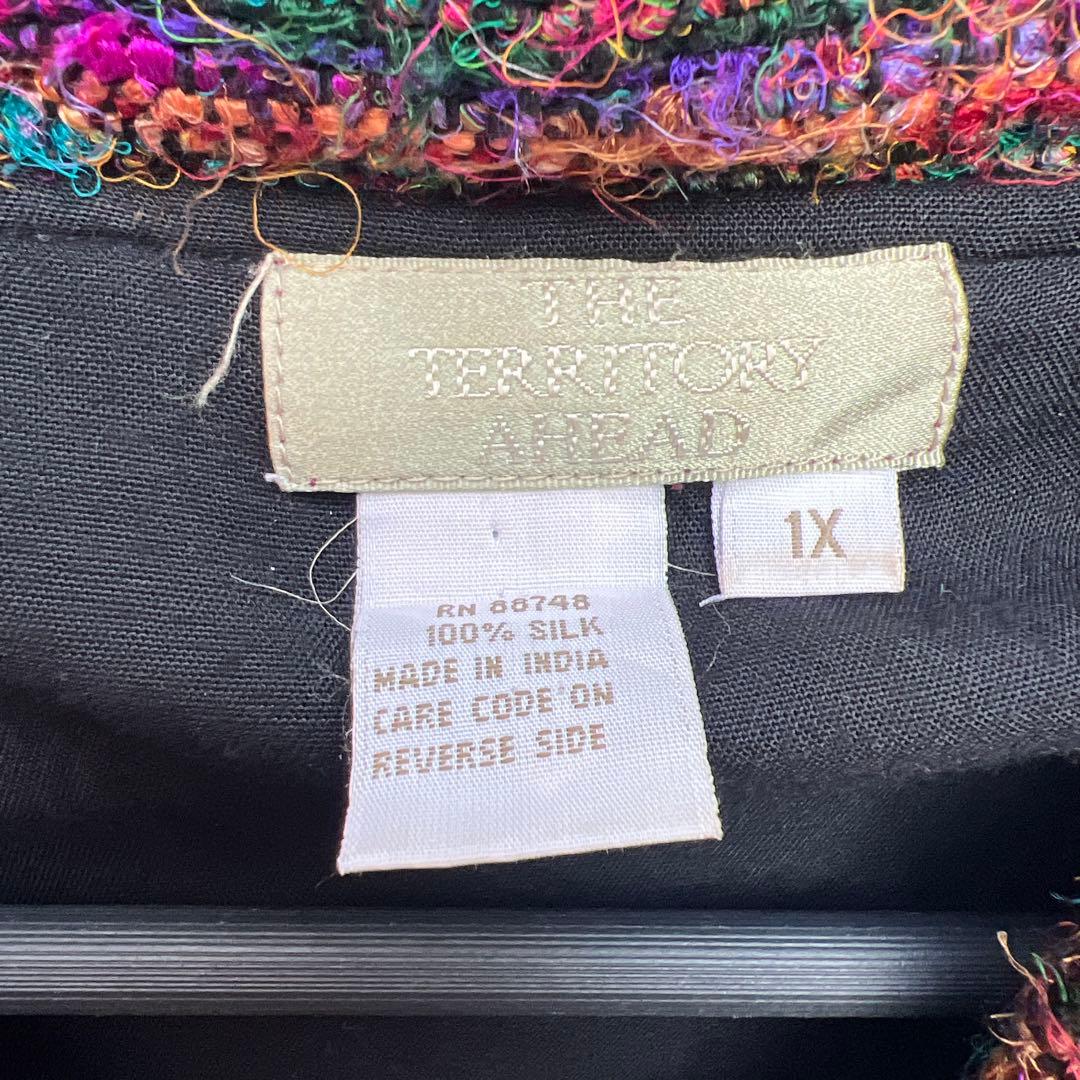 THE
TERRITORY
AHEAD
1X
RN 88748
100% SILK
MADE IN INDIA
CARE CODE ON
REVERSE SIDE